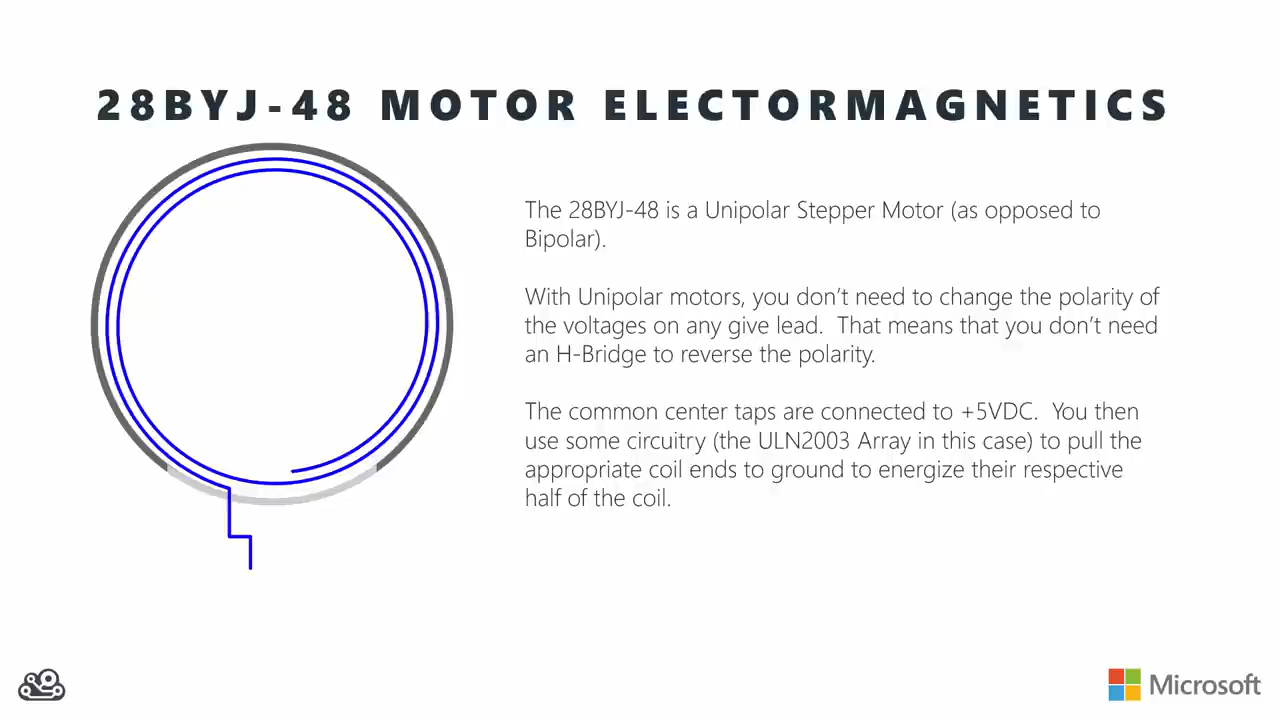 28BYJ-48 MOTOR ELECTORMAGNETICS
The 28BYJ-48 is a Unipolar Stepper Motor (as opposed to
Bipolar).
With Unipolar motors, you don't need to change the polarity of
the voltages on any give lead.  That means that you don't need
an H-Bridge to reverse the polarity.
The common center taps are connected to +5VDC.  You then
use some circuitry (the ULN2003 Array in this case) to pull the
appropriate coil ends to ground to energize their respective
half of the coil.
Microsoft